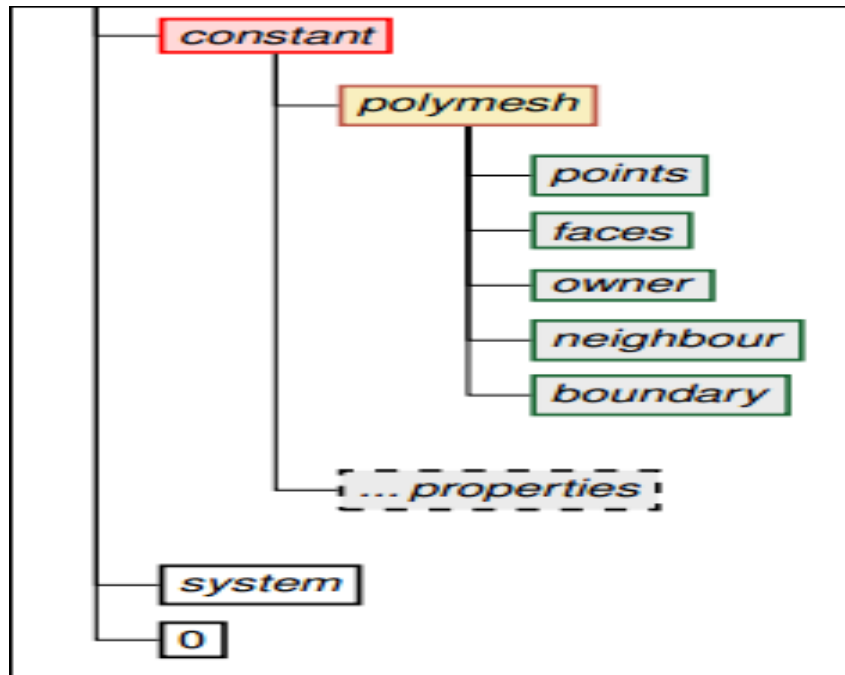 constant
polymesh
points
faces
owner
neighbour
boundary
... properties
system
0